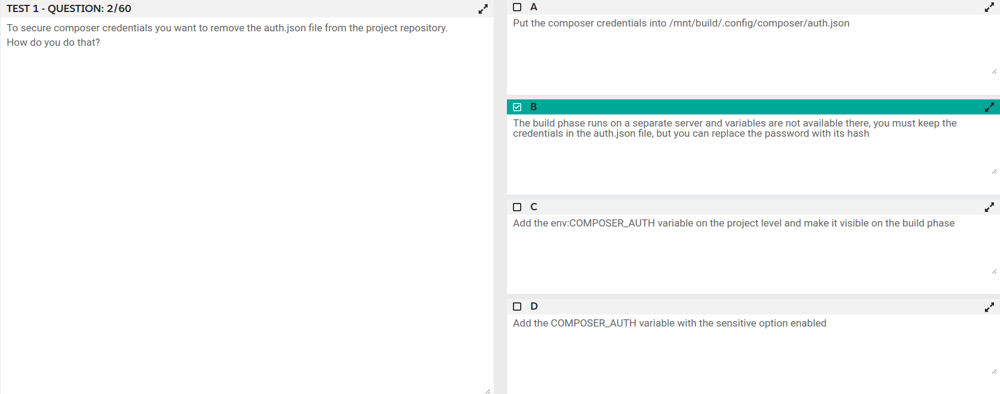 TEST 1 - QUESTION: 2/60
To secure composer credentials you want to remove the auth.json file from the project repository.
How do you do that?
A
Put the composer credentials into /mnt/build/.config/composer/auth.json
B
The build phase runs on a separate server and variables are not available there, you must keep the
credentials in the auth.json file, but you can replace the password with its hash
C
Add the env:COMPOSER_AUTH variable on the project level and make it visible on the build phase
D
Add the COMPOSER_AUTH variable with the sensitive option enabled